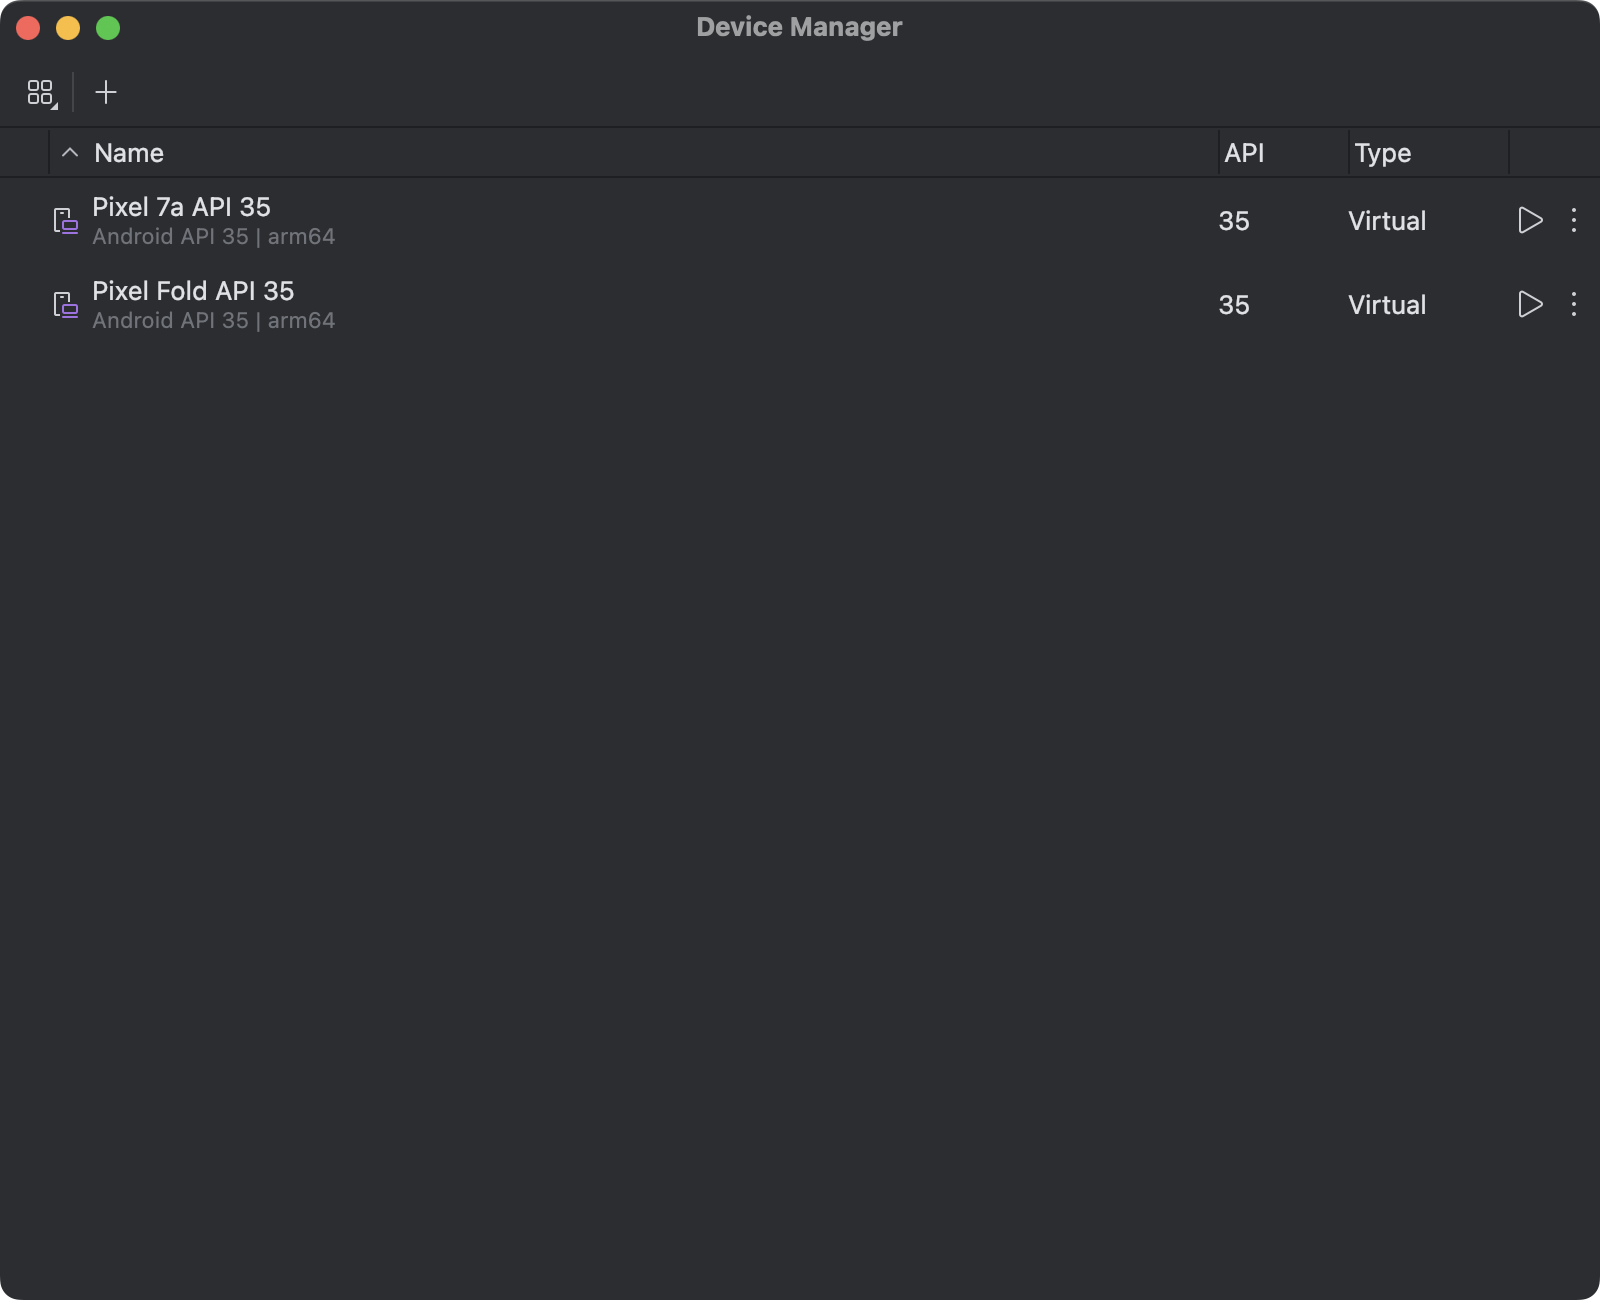 Device Manager
Name API Type
Pixel 7a API 35
Android API 35 | arm64
35 Virtual
Pixel Fold API 35
Android API 35 | arm64
35 Virtual